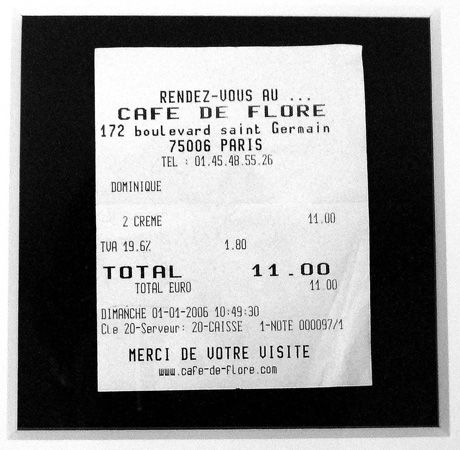 RENDEZ-VOUS AU ...
CAFE DE FLORE
172 boulevard saint Germain
75006 PARIS
TEL : 01.45.48.55.26
DOMINIQUE
2 CREME 11.00
TVA 19.6% 1.80
TOTAL 11.00
TOTAL EURO 11.00
DIMANCHE 01-01-2006 10:49:30
Cle 20-Serveur: 20-CAISSE 1-NOTE 000097/1
MERCI DE VOTRE VISITE
www.cafe-de-flore.com